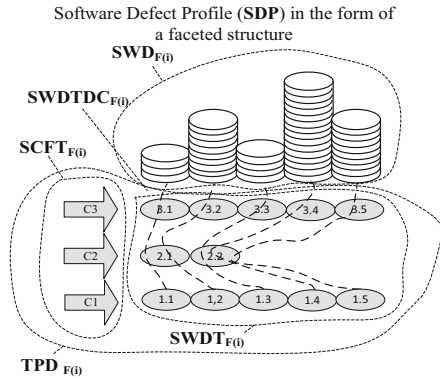 Software Defect Profile (SDP) in the form of
a faceted structure
SWDF(i)
SWDTDCF(i)
SCFTF(i)
C3 3.1 3.2 3.3 3.4 3.5
C2 2.1 2.2
C1 1.1 1,2 1.3 1.4 1.5
SWDTF(i)
TPD F(i)